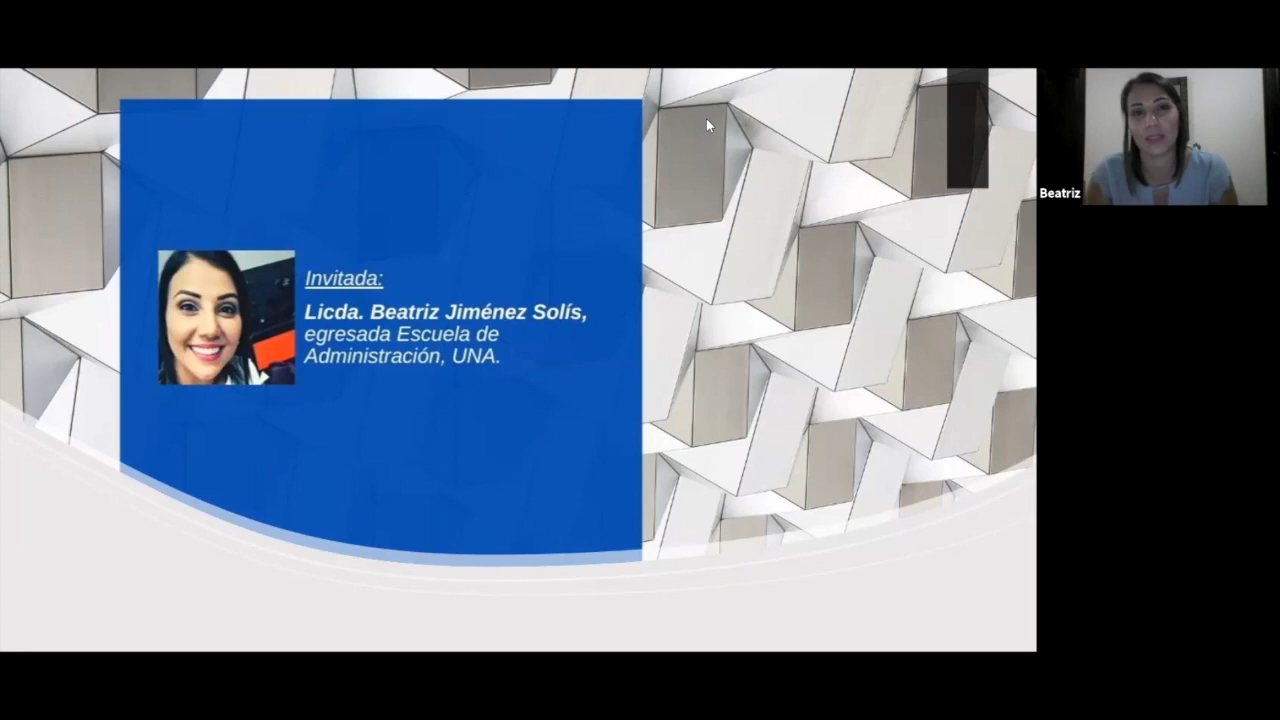 Invitada:
Licda. Beatriz Jiménez Solís,
egresada Escuela de
Administración, UNA.
Beatriz